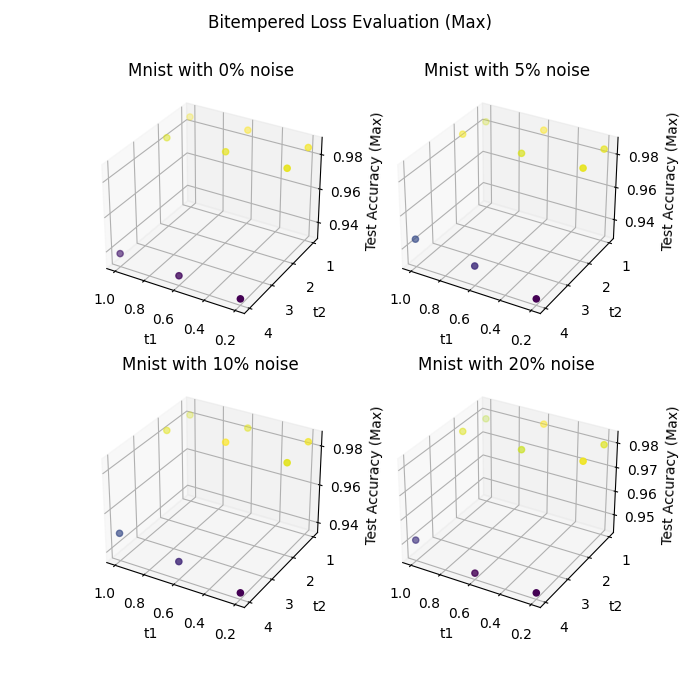 Bitempered Loss Evaluation (Max)
Mnist with 0% noise
0.98
0.96
0.94
Test Accuracy (Max)
1.0
0.8
0.6
0.4
0.2
t1
1
2
3
4
t2
Mnist with 5% noise
0.98
0.96
0.94
Test Accuracy (Max)
1.0
0.8
0.6
0.4
0.2
t1
1
2
3
4
t2
Mnist with 10% noise
0.98
0.96
0.94
Test Accuracy (Max)
1.0
0.8
0.6
0.4
0.2
t1
1
2
3
4
t2
Mnist with 20% noise
0.98
0.97
0.96
0.95
Test Accuracy (Max)
1.0
0.8
0.6
0.4
0.2
t1
1
2
3
4
t2